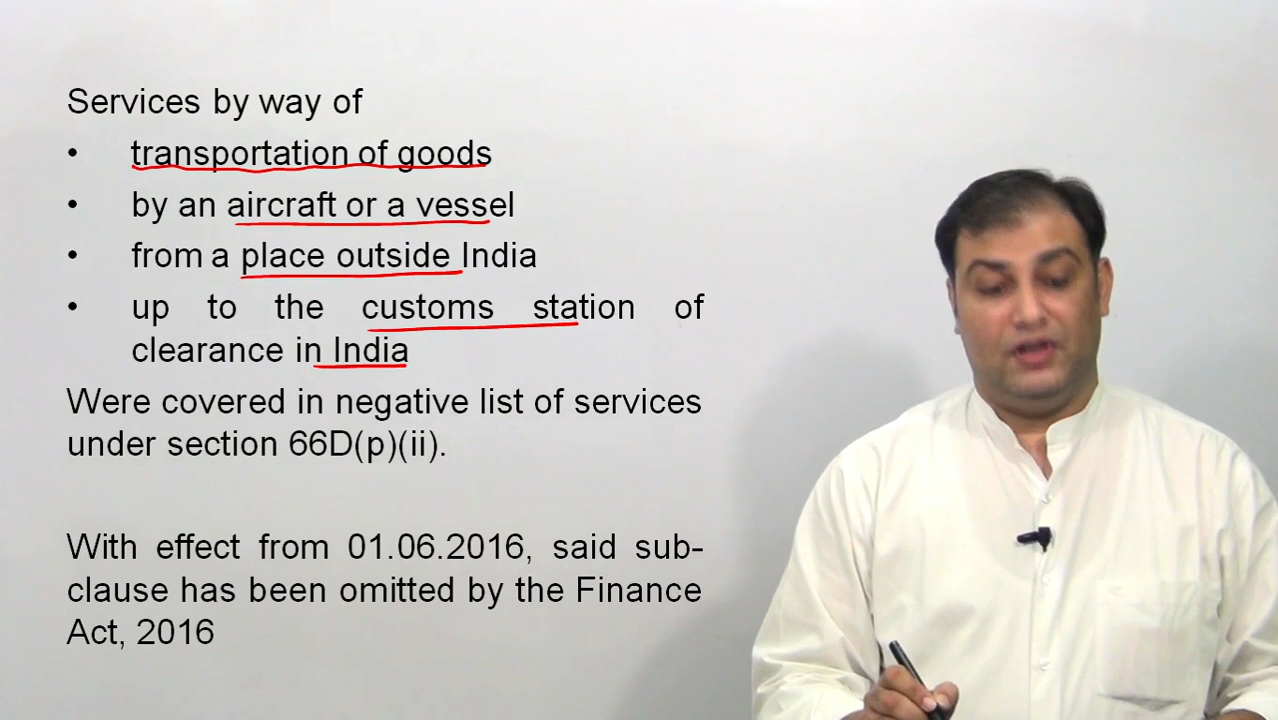 Services by way of
• transportation of goods
• by an aircraft or a vessel
• from a place outside India
• up to the customs station of
clearance in India
Were covered in negative list of services
under section 66D(p)(ii).
With effect from 01.06.2016, said sub-
clause has been omitted by the Finance
Act, 2016